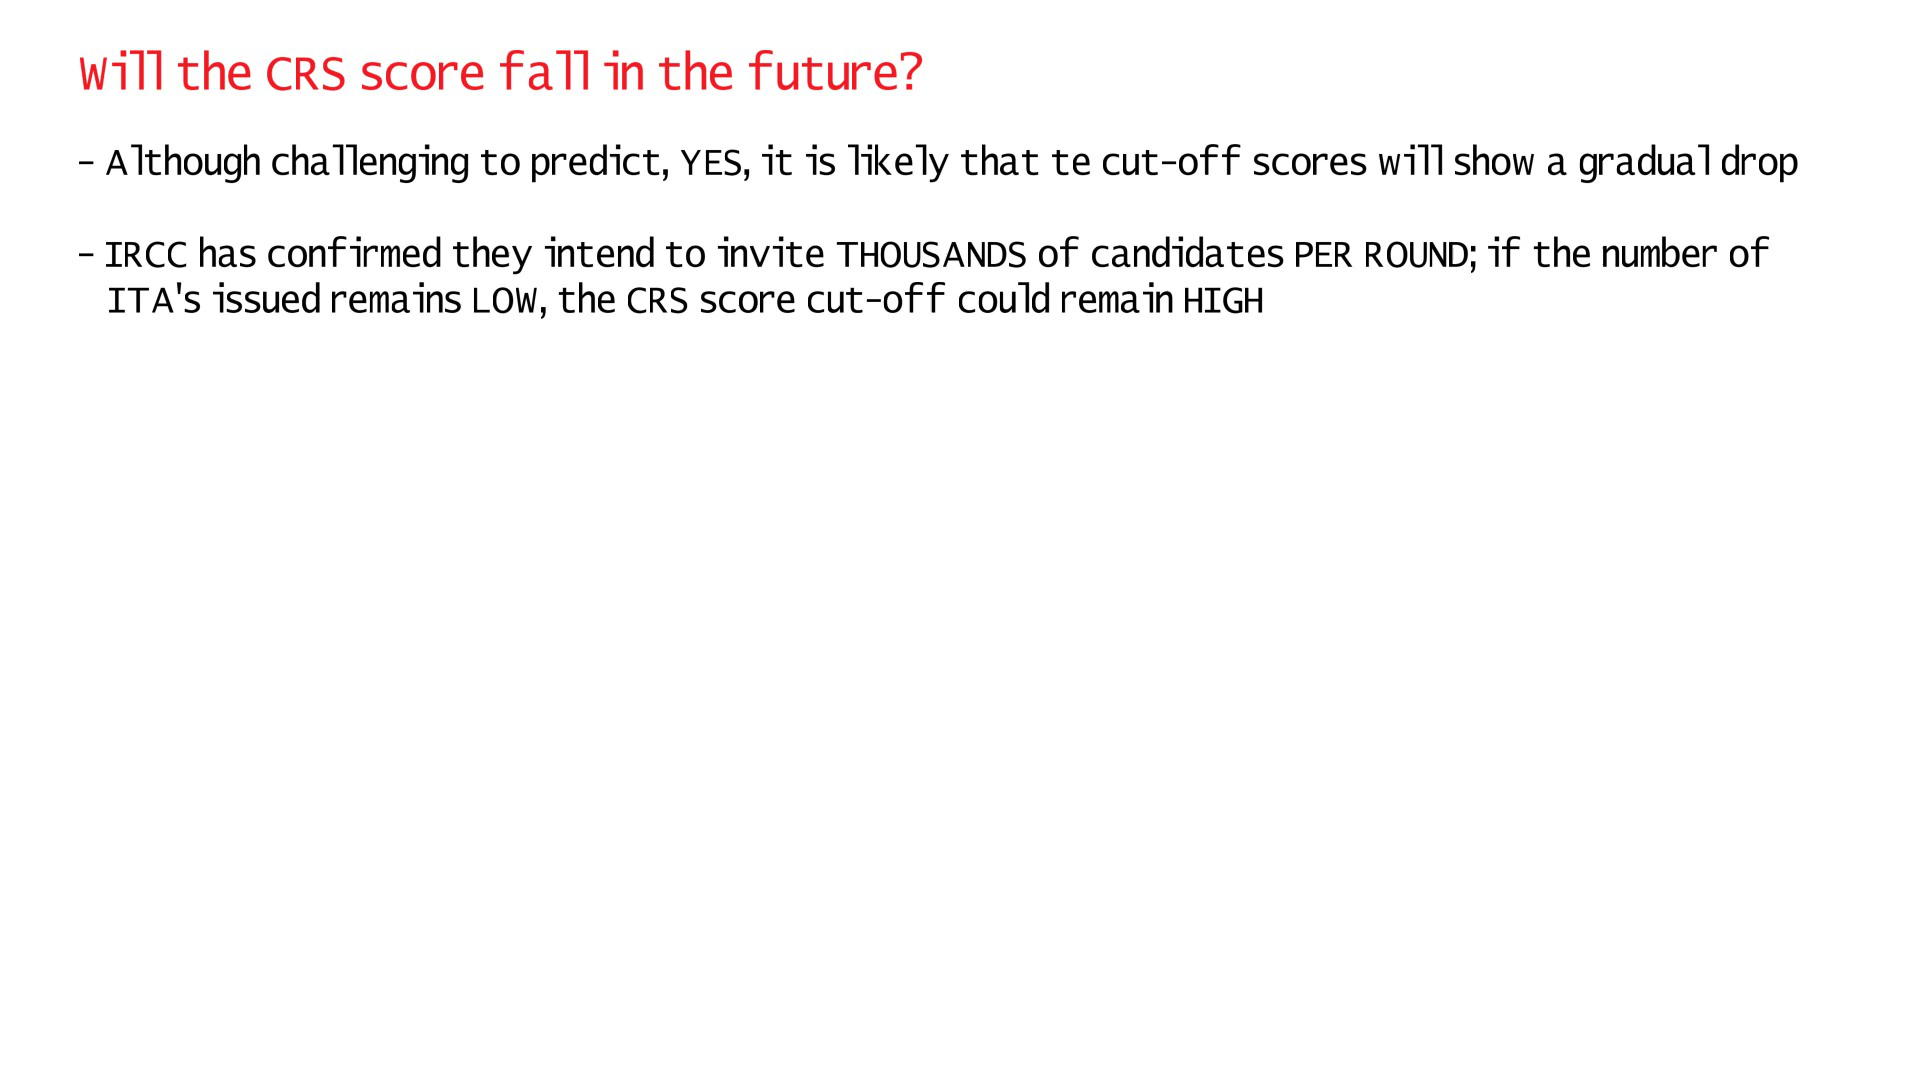 Will the CRS score fall in the future?
- Although challenging to predict, YES, it is likely that te cut-off scores will show a gradual drop
- IRCC has confirmed they intend to invite THOUSANDS of candidates PER ROUND; if the number of
ITA's issued remains LOW, the CRS score cut-off could remain HIGH